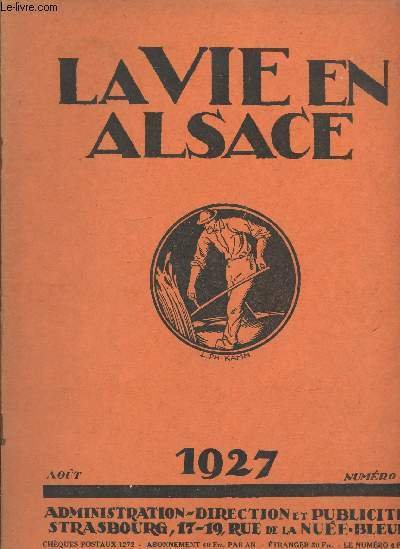 © Le-livre.com
LA VIE EN
ALSACE
L. PH. KAMM
1927
AOÛT
NUMÉRO
ADMINISTRATION-DIRECTION ET PUBLICITÉ
STRASBOURG, 17-19, RUE DE LA NUÉE-BLEUE
CHÈQUES POSTAUX 1272 - ABONNEMENT 40 Fr. PAR AN - ÉTRANGER 50 Fr. - LE NUMÉRO 4 F